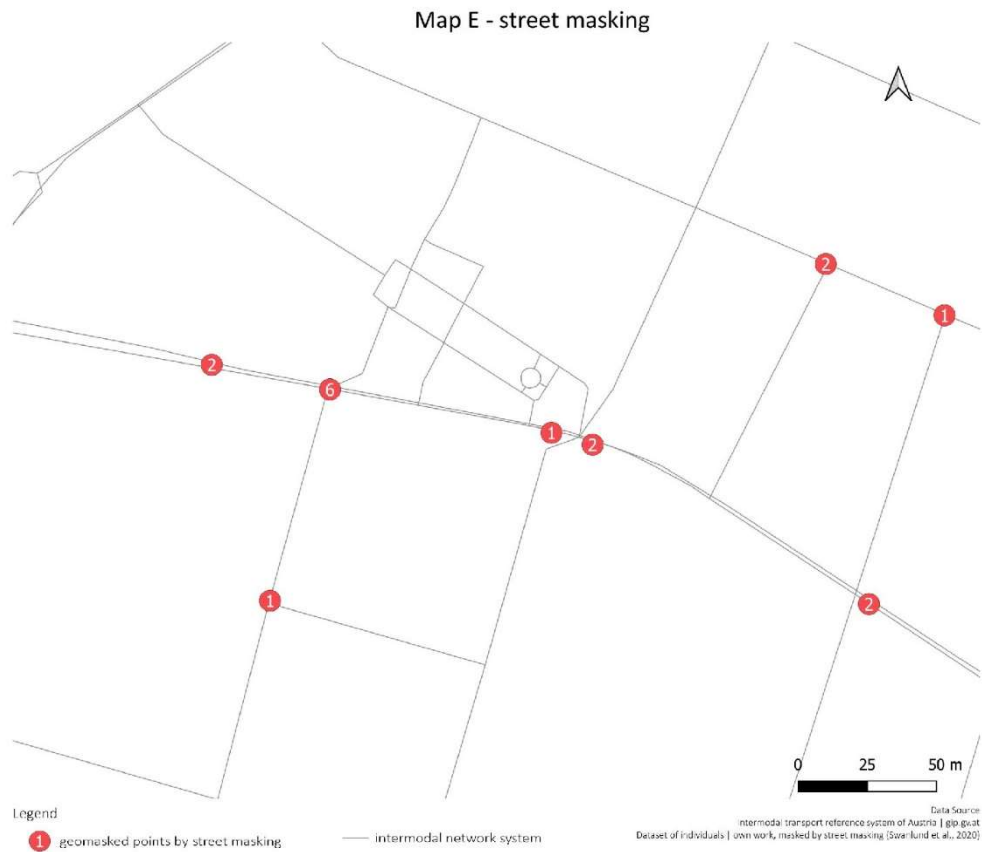 Map E - street masking
2
1
2
6
1
2
1
2
0 25 50 m
Legend
1 geomasked points by street masking
intermodal network system
Data Source
intermodal transport reference system of Austria | gip.gv.at
Dataset of individuals | own work, masked by street masking (Swanlund et al., 2020)